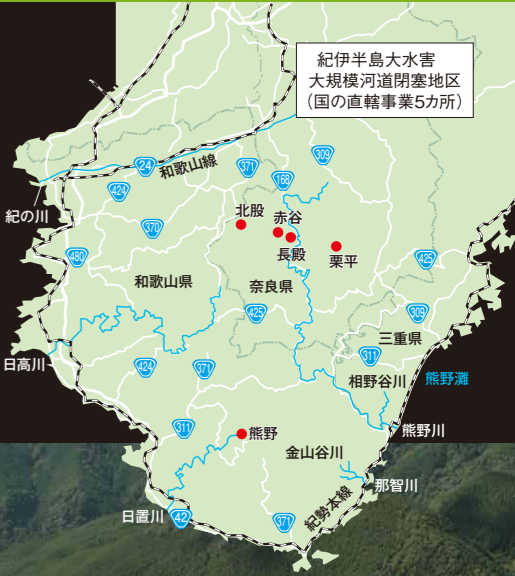 紀伊半島大水害
大規模河道閉塞地区
（国の直轄事業5カ所）
309
371
24
和歌山線
168
424
紀の川
北股
赤谷
370
長殿
栗平
480
425
和歌山県
奈良県
425
309
三重県
311
日高川
424
371
相野谷川
熊野灘
311
熊野
熊野川
金山谷川
那智川
日置川
42
371
紀勢本線